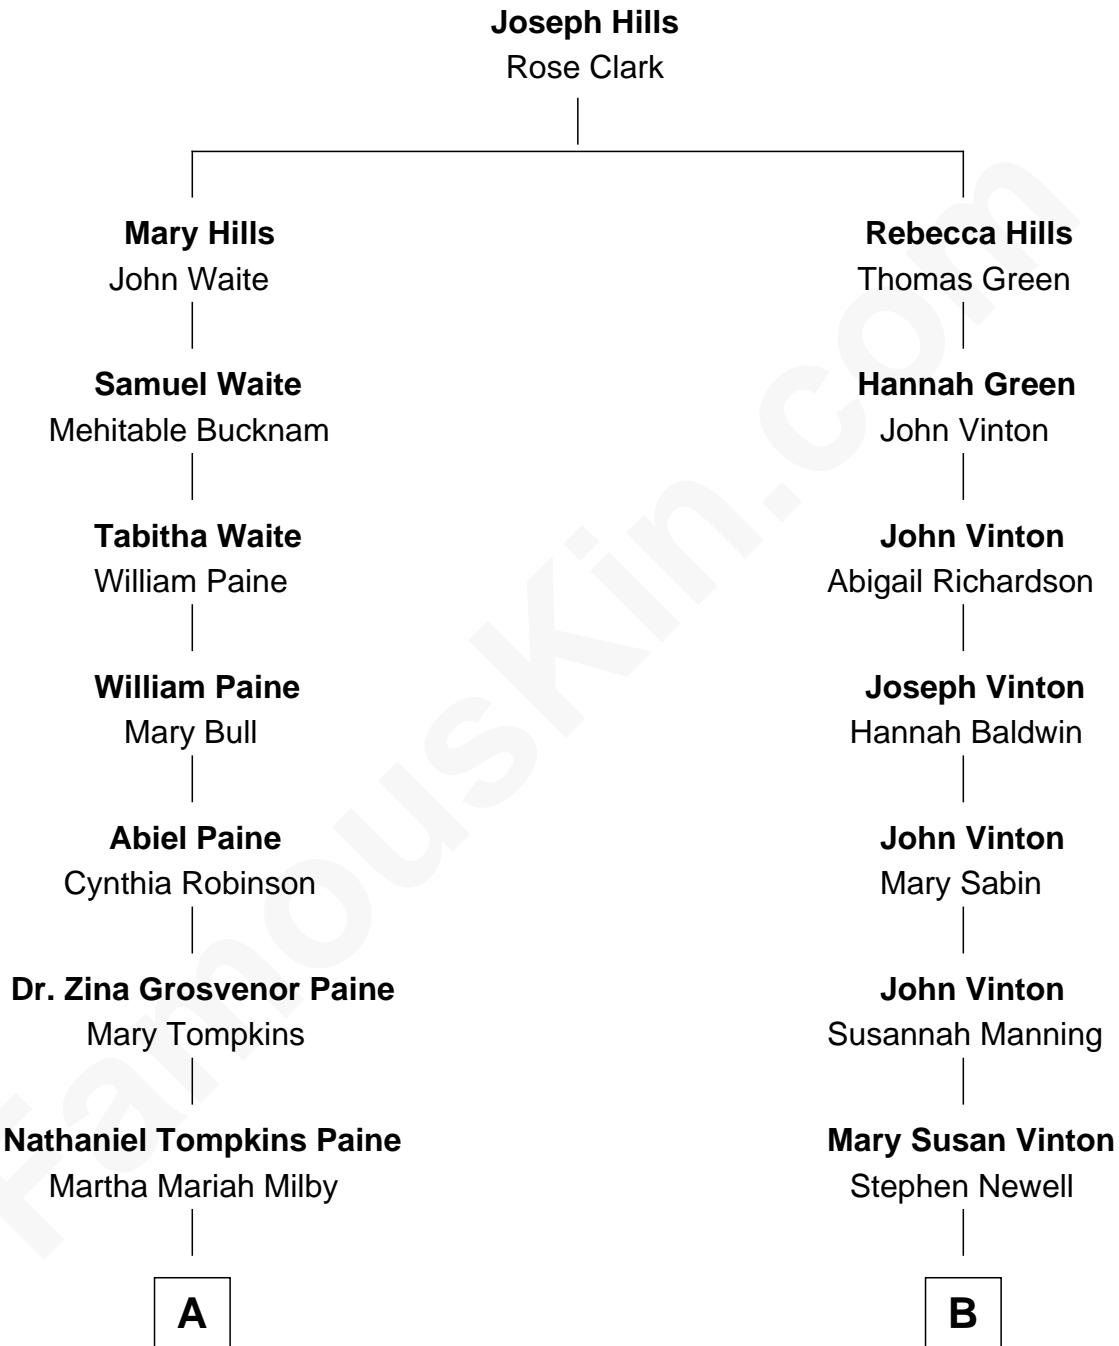 Joseph Hills
Rose Clark
Mary Hills
John Waite
Rebecca Hills
Thomas Green
Samuel Waite
Mehitable Bucknam
Hannah Green
John Vinton
Tabitha Waite
William Paine
John Vinton
Abigail Richardson
William Paine
Mary Bull
Joseph Vinton
Hannah Baldwin
Abiel Paine
Cynthia Robinson
John Vinton
Mary Sabin
Dr. Zina Grosvenor Paine
Mary Tompkins
John Vinton
Susannah Manning
Nathaniel Tompkins Paine
Martha Mariah Milby
Mary Susan Vinton
Stephen Newell
A
B
FamousKin.com